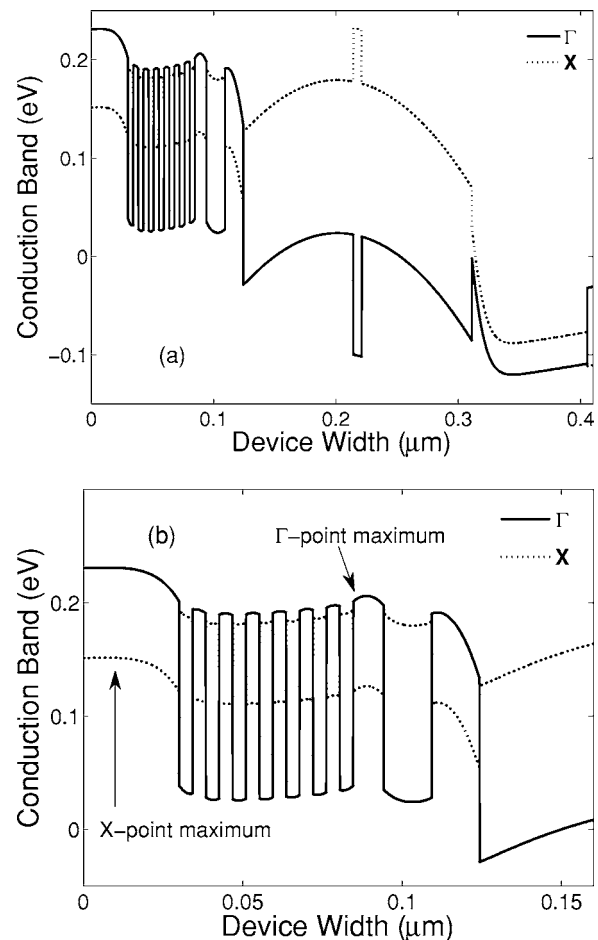 Γ
X
0.2
0.1
0
−0.1
Conduction Band (eV)
(a)
0 0.1 0.2 0.3 0.4
Device Width (μm)
(b)
Γ−point maximum
Γ
X
0.2
0.1
0
Conduction Band (eV)
X−point maximum
0 0.05 0.1 0.15
Device Width (μm)